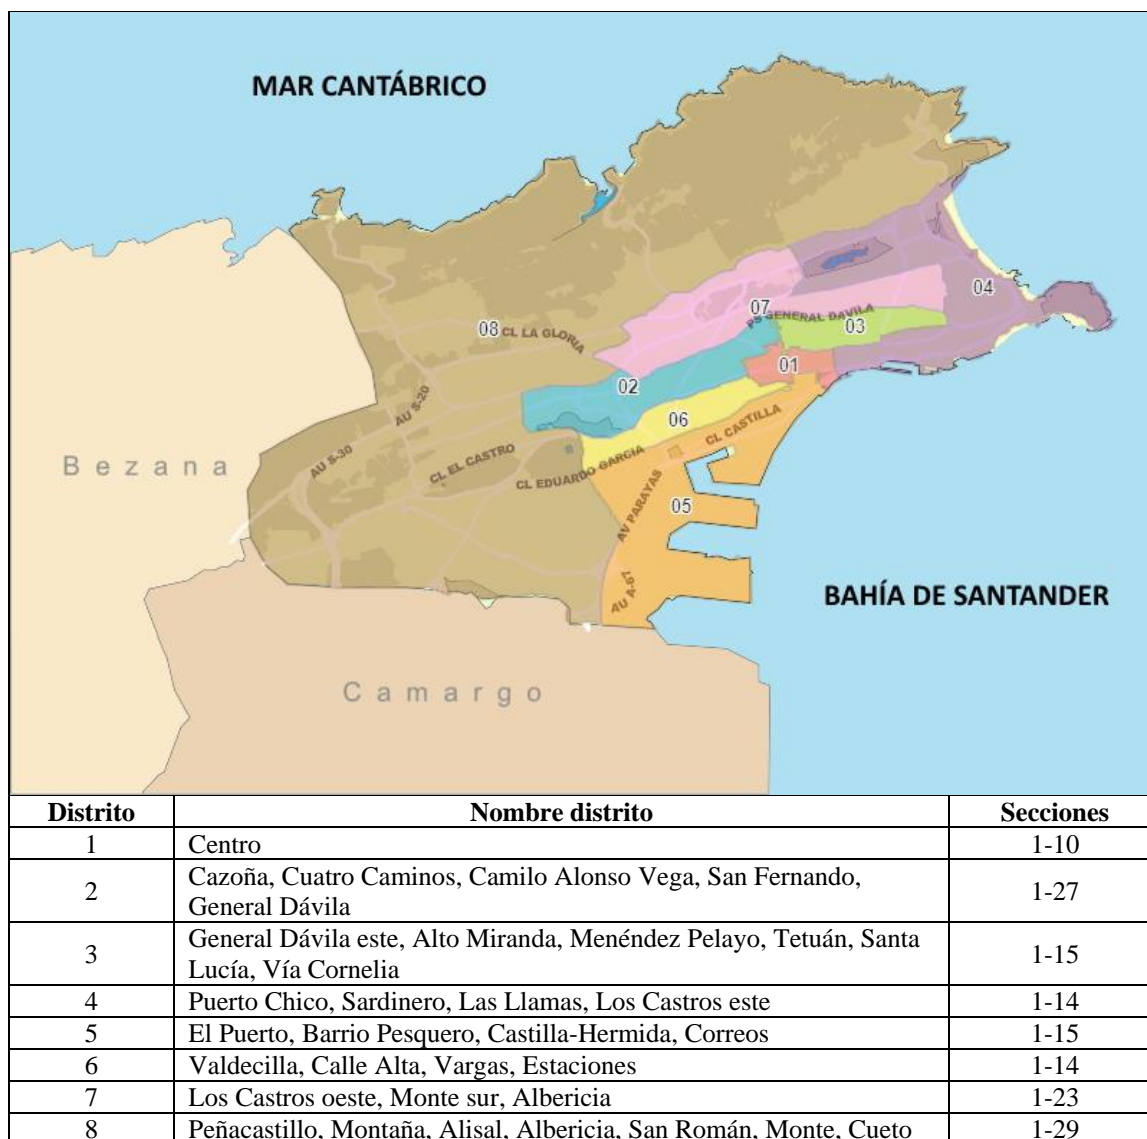 MAR CANTÁBRICO
04
07
PS GENERAL DAVILA
03
08 CL LA GLORIA
01
02
AU S-20
06
CL CASTILLA
Bezana
AU S-30
CL EL CASTRO
CL EDUARDO GARCIA
AV PARAYAS
05
AU A-67
BAHÍA DE SANTANDER
Camargo
Distrito Nombre distrito Secciones
1 Centro 1-10
2 Cazoña, Cuatro Caminos, Camilo Alonso Vega, San Fernando,
General Dávila 1-27
3 General Dávila este, Alto Miranda, Menéndez Pelayo, Tetuán, Santa
Lucía, Vía Cornelia 1-15
4 Puerto Chico, Sardinero, Las Llamas, Los Castros este 1-14
5 El Puerto, Barrio Pesquero, Castilla-Hermida, Correos 1-15
6 Valdecilla, Calle Alta, Vargas, Estaciones 1-14
7 Los Castros oeste, Monte sur, Albericia 1-23
8 Peñacastillo, Montaña, Alisal, Albericia, San Román, Monte, Cueto 1-29